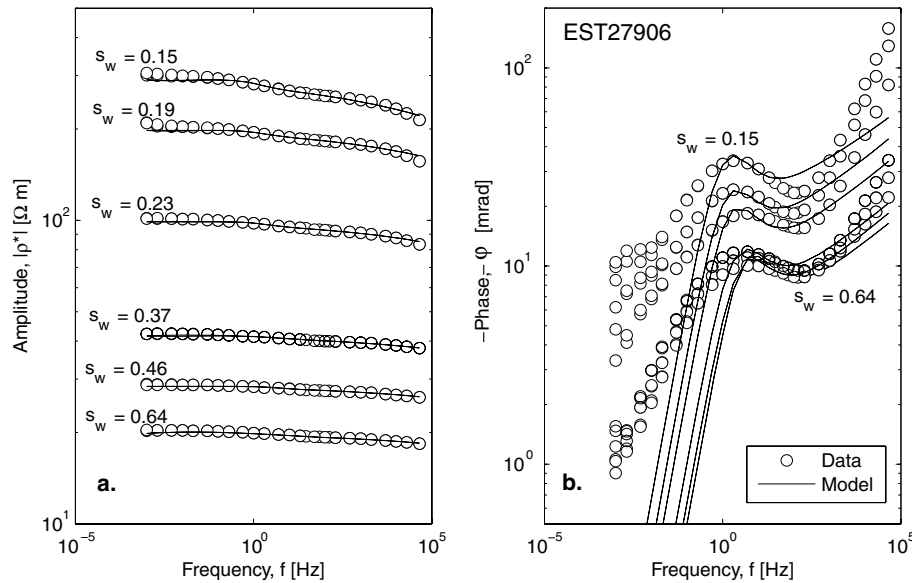 Amplitude, |ρ*| [Ω m]
10^2
10^1
s_w = 0.15
s_w = 0.19
s_w = 0.23
s_w = 0.37
s_w = 0.46
s_w = 0.64
a.
10^-5
10^0
10^5
Frequency, f [Hz]
EST27906
−Phase,− φ [mrad]
10^2
10^1
10^0
s_w = 0.15
s_w = 0.64
b.
Data
Model
10^-5
10^0
10^5
Frequency, f [Hz]